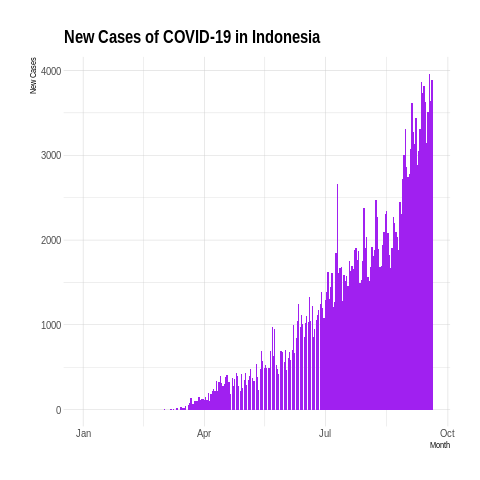 New Cases of COVID-19 in Indonesia
New Cases
4000
3000
2000
1000
0
Jan Apr Jul Oct
Month